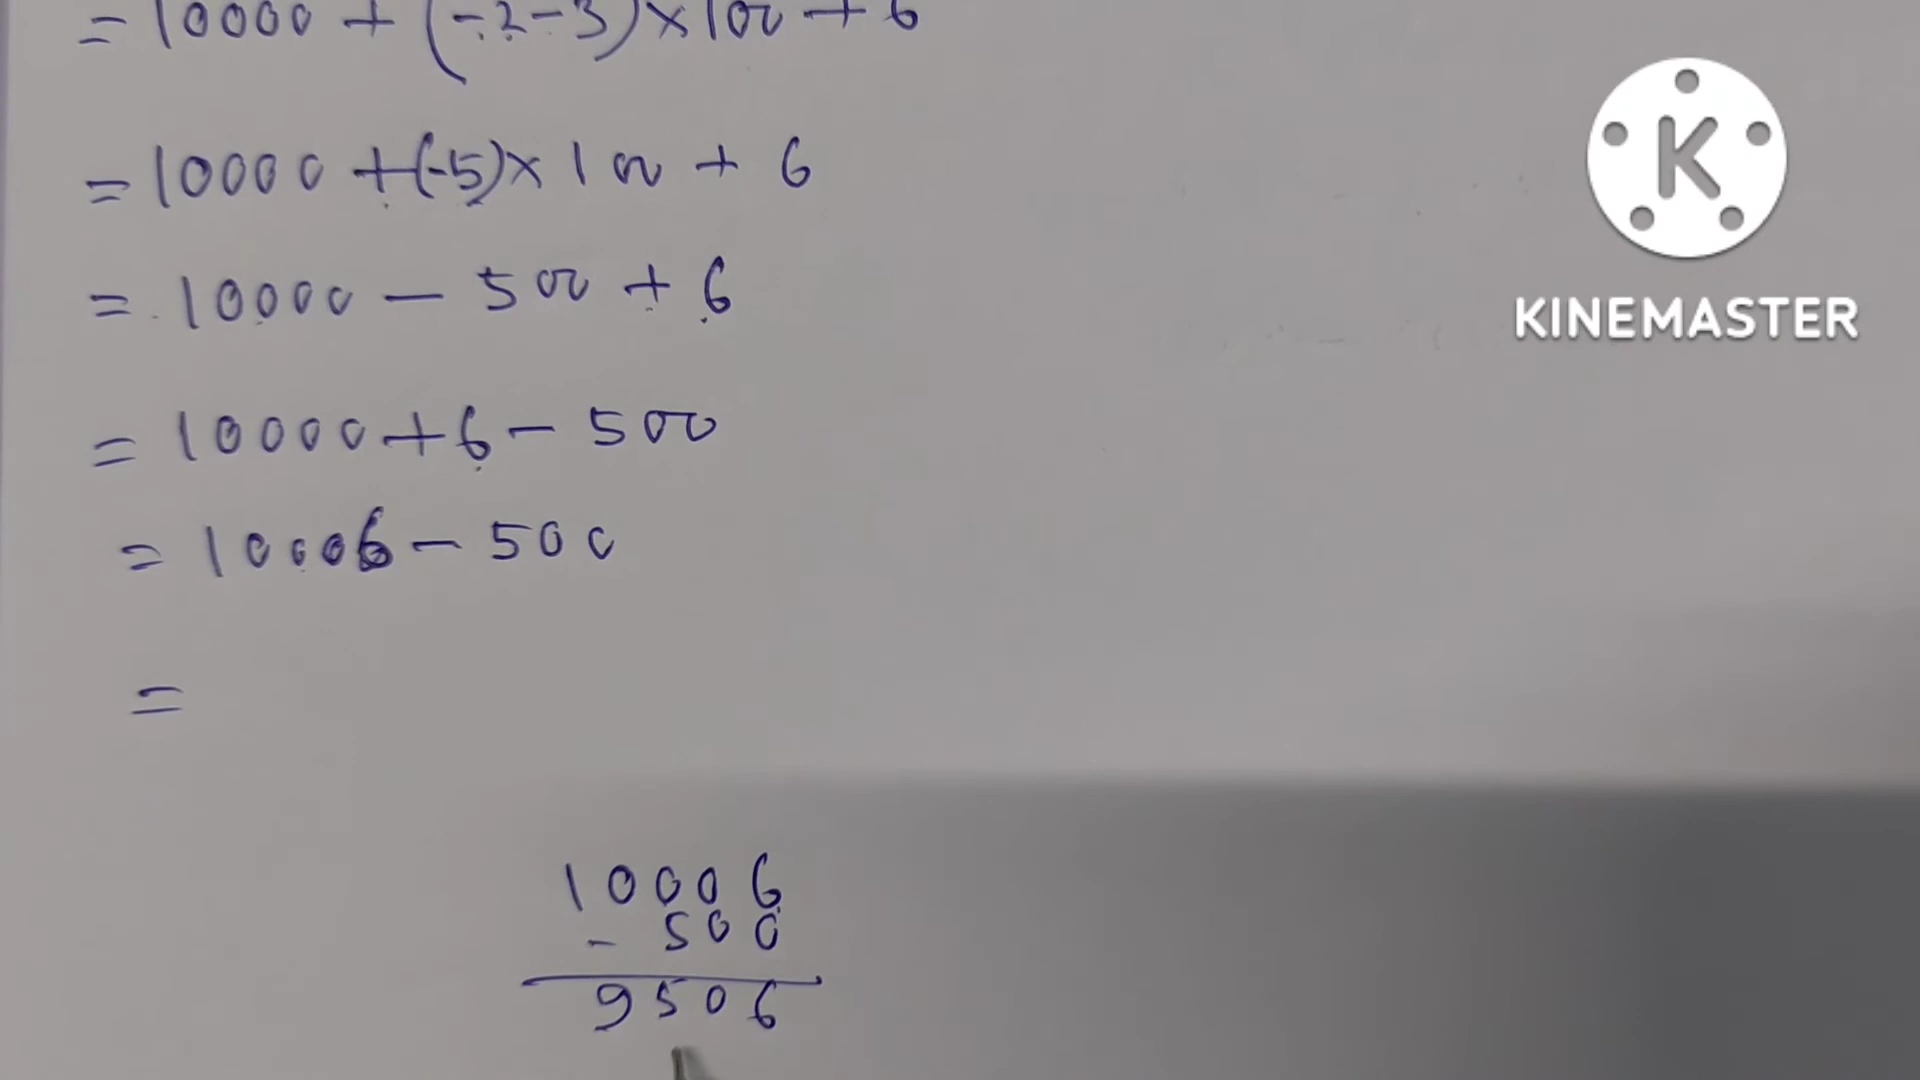 = 10000 + (-2-3) × 100 + 6
= 10000 + (-5) × 100 + 6
= 10000 - 500 + 6
= 10000 + 6 - 500
= 10006 - 500
=
10006
- 500
9506
K
KINEMASTER